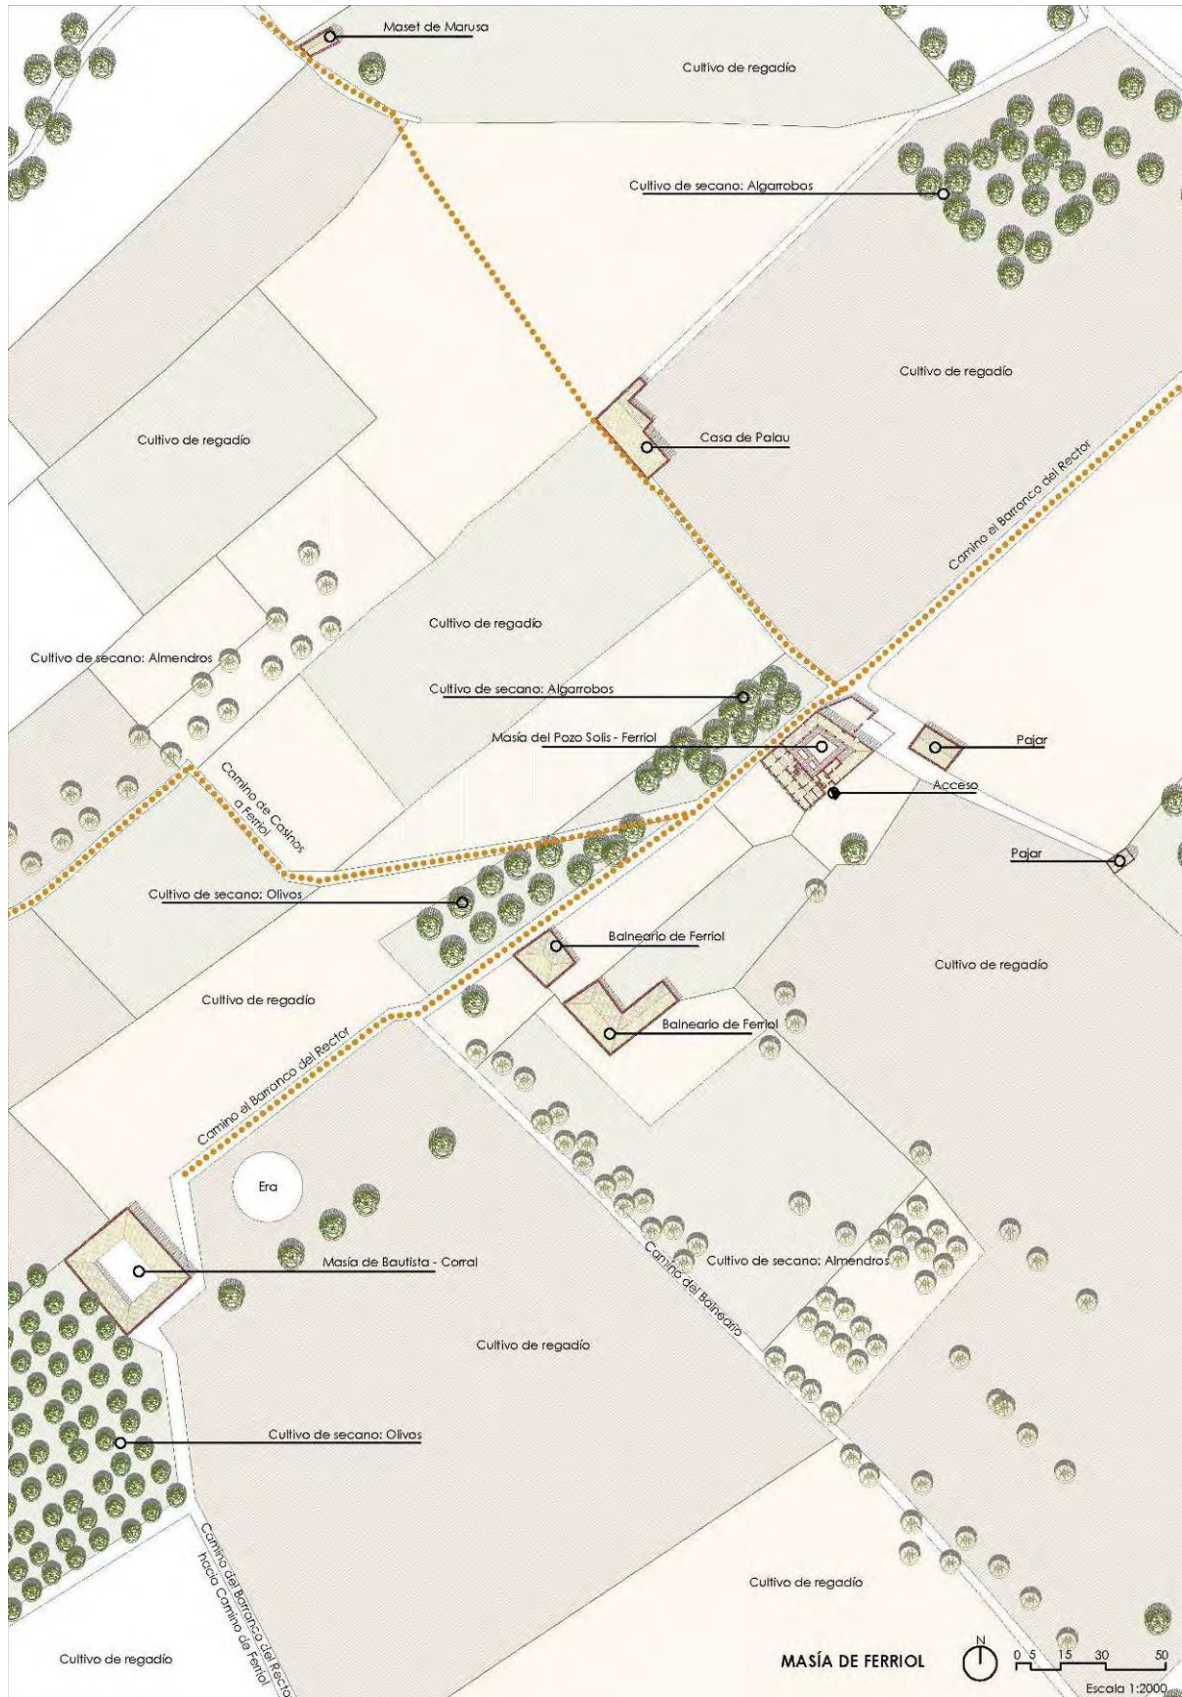 Maset de Marusa
Cultivo de regadío
Cultivo de secano: Algarrobos
Cultivo de regadío
Cultivo de regadío
Casa de Palau
Camino el Barranco del Rector
Cultivo de regadío
Cultivo de secano: Almendros
Cultivo de secano: Algarrobos
Masía del Pozo Solis - Ferriol
Pajar
Acceso
Camino de Casinos
a Ferriol
Pajar
Cultivo de secano: Olivos
Balneario de Ferriol
Cultivo de regadío
Cultivo de regadío
Balneario de Ferriol
Camino el Barranco del Rector
Era
Masía de Bautista - Corral
Cultivo de secano: Almendros
Camino del Balneario
Cultivo de regadío
Cultivo de secano: Olivos
Camino del Barranco del Rector
hacia Camino de Ferriol
Cultivo de regadío
Cultivo de regadío
MASÍA DE FERRIOL
N
0 5 15 30 50
Escala 1:2000